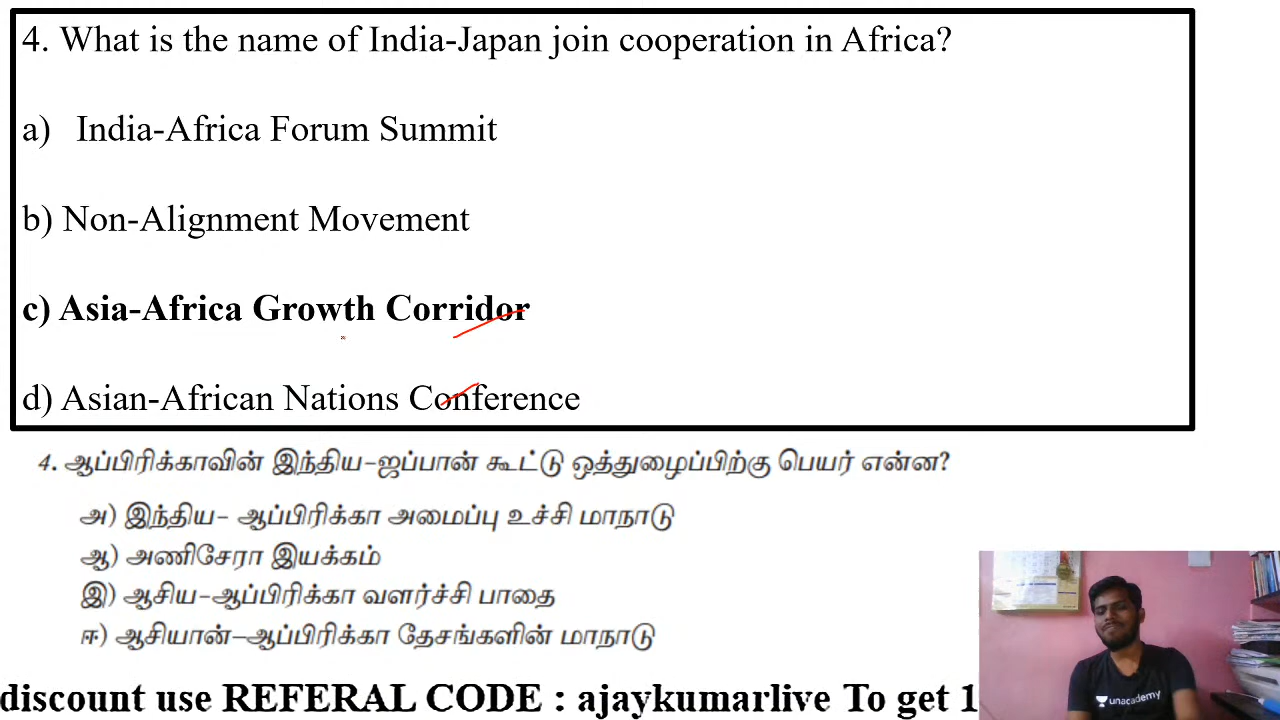 4. What is the name of India-Japan join cooperation in Africa?
a) India-Africa Forum Summit
b) Non-Alignment Movement
c) Asia-Africa Growth Corridor
d) Asian-African Nations Conference
4. ஆப்பிரிக்காவின் இந்திய-ஜப்பான் கூட்டு ஒத்துழைப்பிற்கு பெயர் என்ன?
அ) இந்திய- ஆப்பிரிக்கா அமைப்பு உச்சி மாநாடு
ஆ) அணிசேரா இயக்கம்
இ) ஆசிய-ஆப்பிரிக்கா வளர்ச்சி பாதை
ஈ) ஆசியான்–ஆப்பிரிக்கா தேசங்களின் மாநாடு
unacademy
discount use REFERAL CODE : ajaykumarlive To get 1